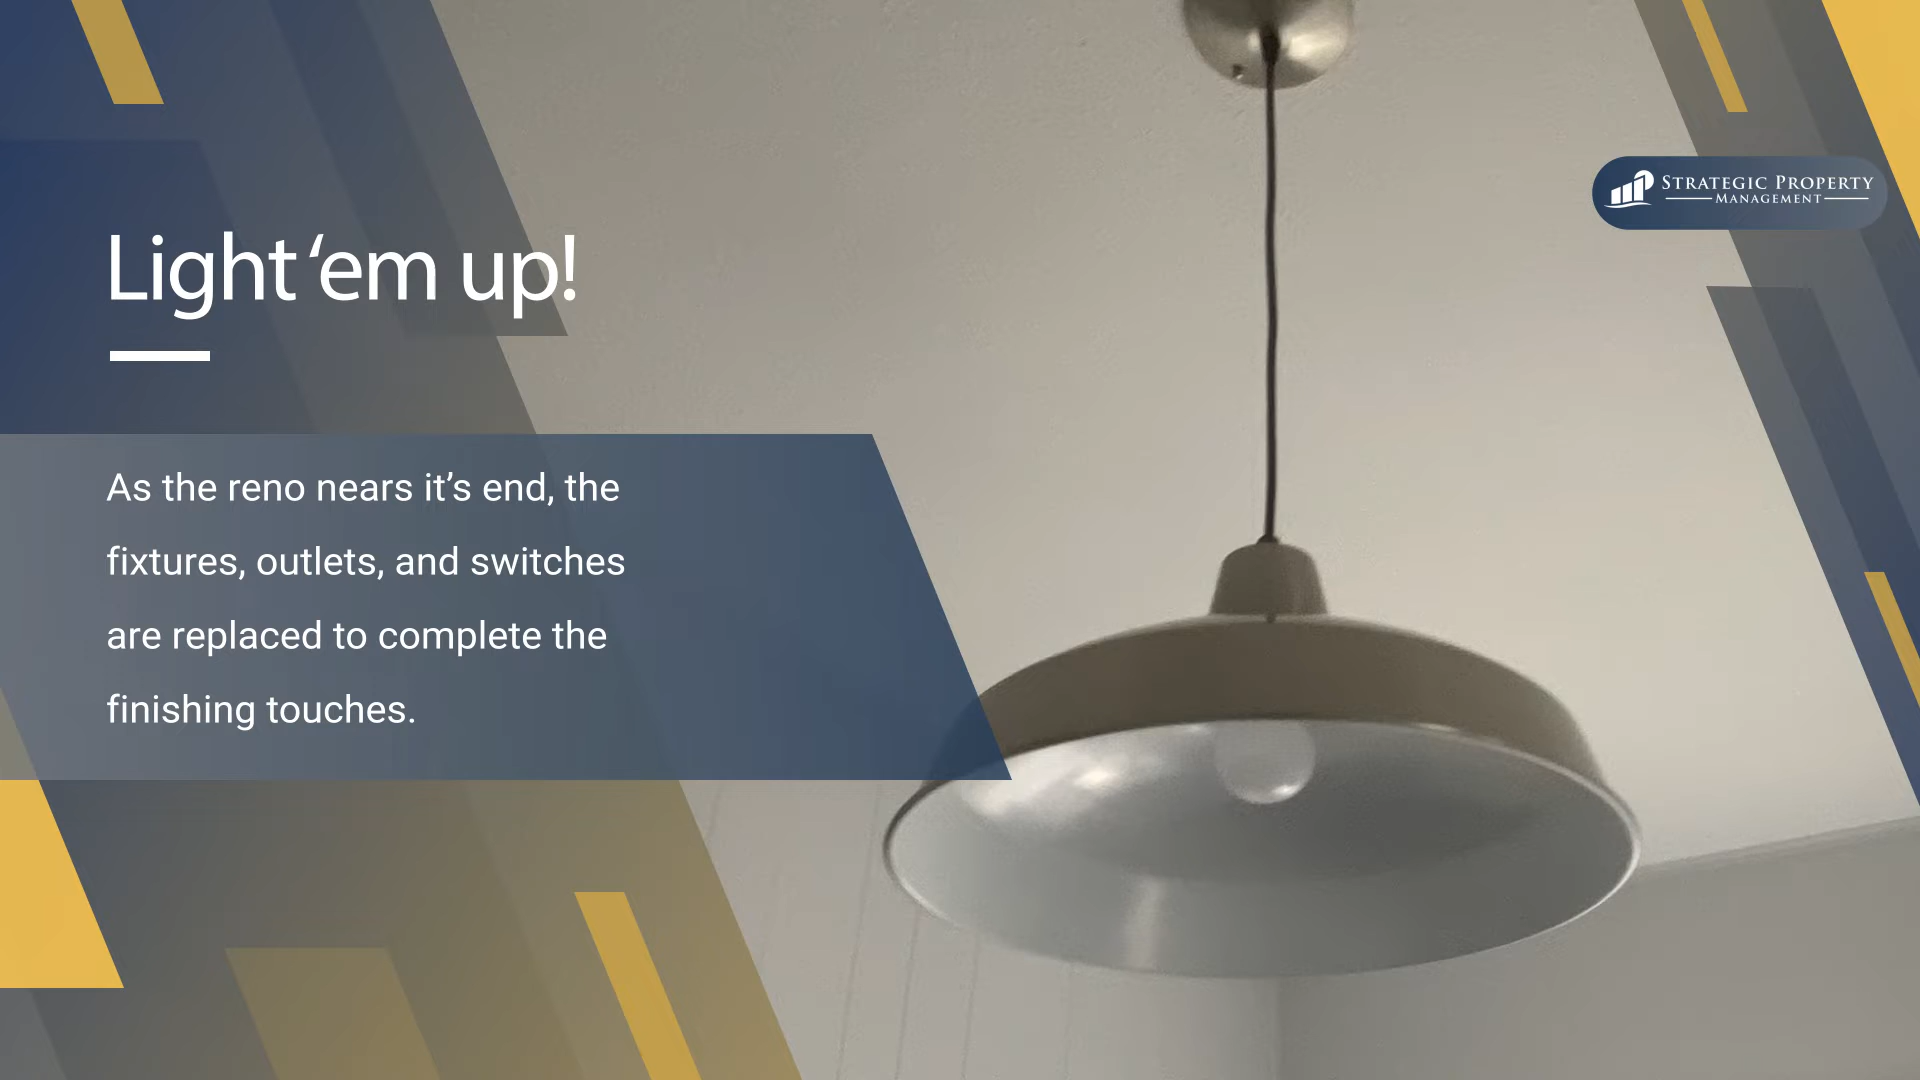 Light ‘em up!
STRATEGIC PROPERTY
MANAGEMENT
As the reno nears it’s end, the
fixtures, outlets, and switches
are replaced to complete the
finishing touches.